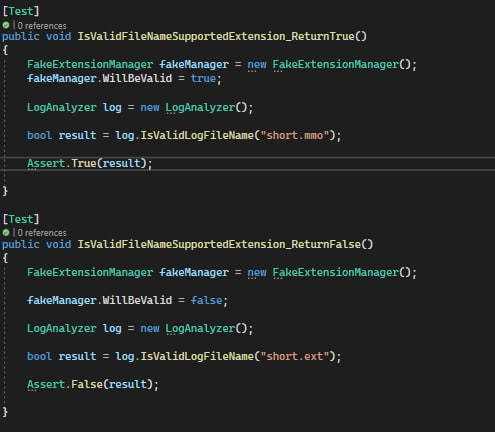 [Test]
| 0 references
public void IsValidFileNameSupportedExtension_ReturnTrue()
{
FakeExtensionManager fakeManager = new FakeExtensionManager();
fakeManager.WillBeValid = true;
LogAnalyzer log = new LogAnalyzer();
bool result = log.IsValidLogFileName("short.mmo");
Assert.True(result);
}
[Test]
| 0 references
public void IsValidFileNameSupportedExtension_ReturnFalse()
{
FakeExtensionManager fakeManager = new FakeExtensionManager();
fakeManager.WillBeValid = false;
LogAnalyzer log = new LogAnalyzer();
bool result = log.IsValidLogFileName("short.ext");
Assert.False(result);
}